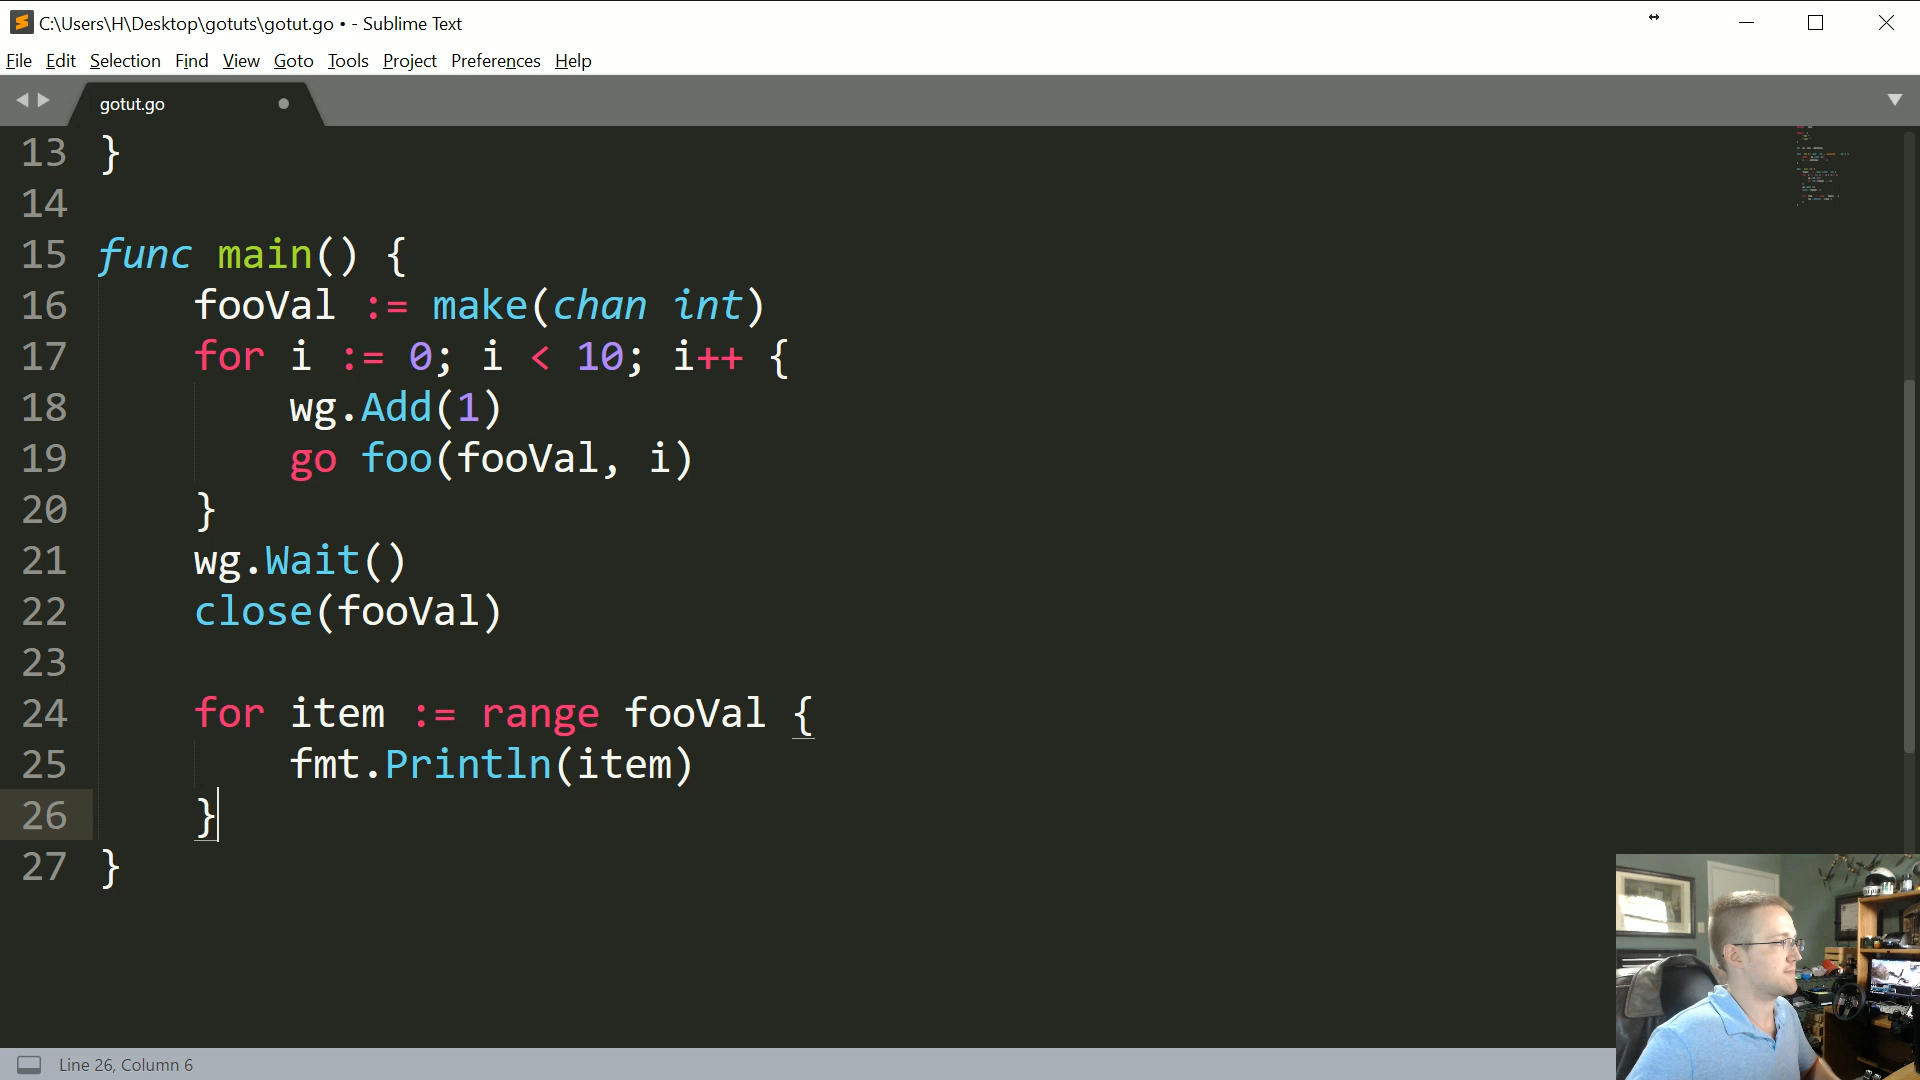 C:\Users\H\Desktop\gotuts\gotut.go • - Sublime Text
File Edit Selection Find View Goto Tools Project Preferences Help
gotut.go
13 }
14
15 func main() {
16 fooVal := make(chan int)
17 for i := 0; i < 10; i++ {
18 wg.Add(1)
19 go foo(fooVal, i)
20 }
21 wg.Wait()
22 close(fooVal)
23
24 for item := range fooVal {
25 fmt.Println(item)
26 }
27 }
Line 26, Column 6